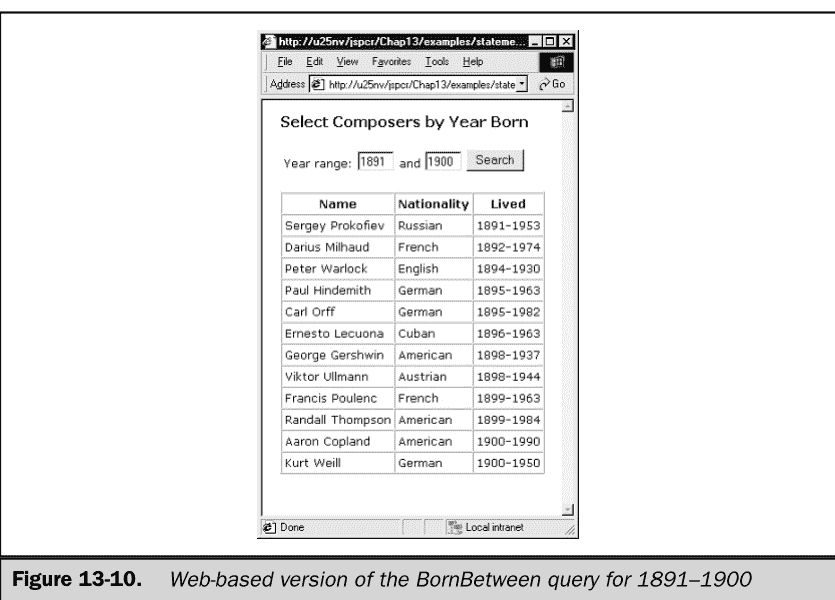 http://u25nv/jspcr/Chap13/examples/stateme...
File Edit View Favorites Tools Help
Address http://u25nv/jspcr/Chap13/examples/state Go
Select Composers by Year Born
Year range: 1891 and 1900 Search
Name Nationality Lived
Sergey Prokofiev Russian 1891-1953
Darius Milhaud French 1892-1974
Peter Warlock English 1894-1930
Paul Hindemith German 1895-1963
Carl Orff German 1895-1982
Ernesto Lecuona Cuban 1896-1963
George Gershwin American 1898-1937
Viktor Ullmann Austrian 1898-1944
Francis Poulenc French 1899-1963
Randall Thompson American 1899-1984
Aaron Copland American 1900-1990
Kurt Weill German 1900-1950
Done Local intranet
Figure 13-10. Web-based version of the BornBetween query for 1891–1900